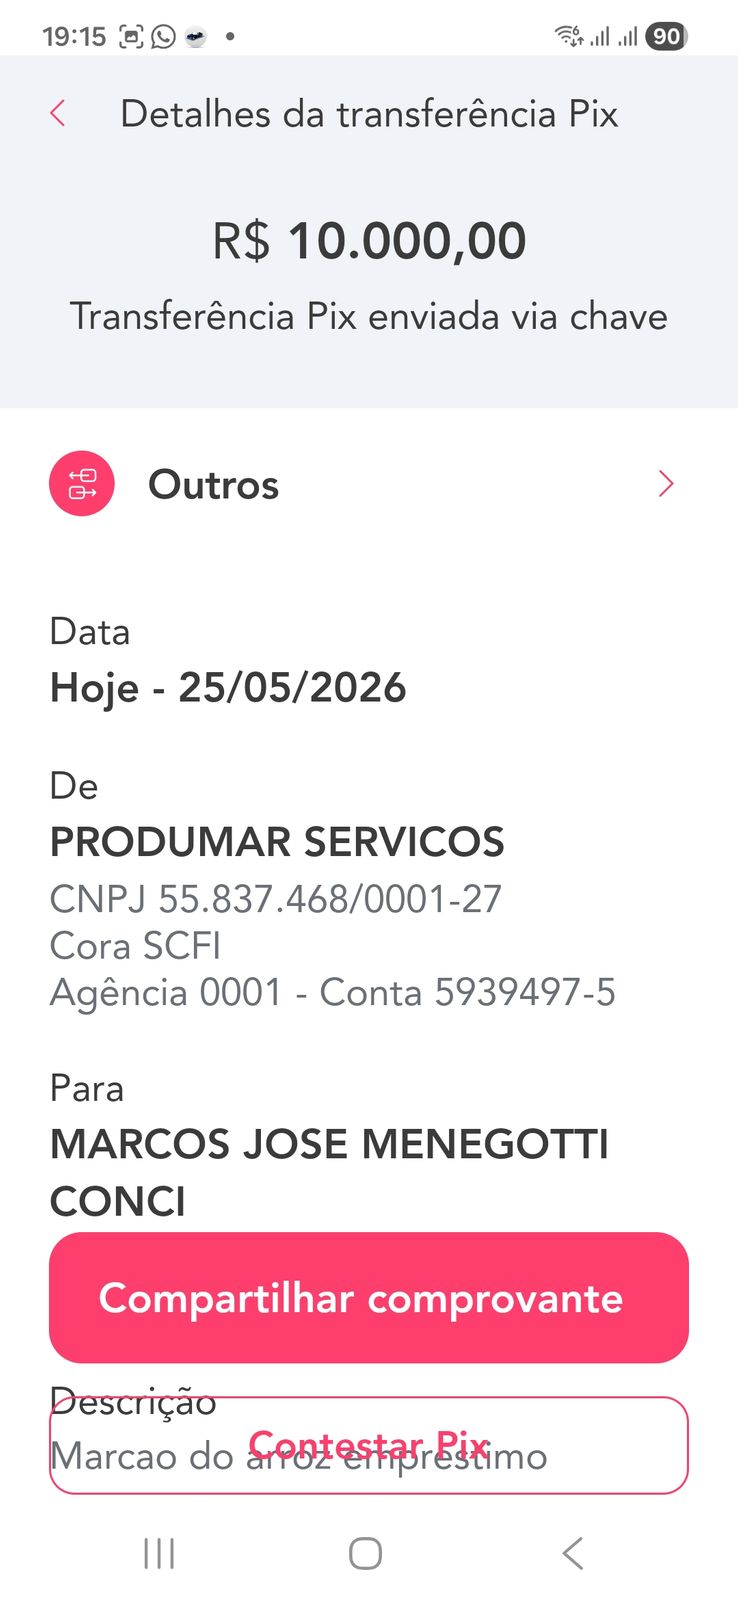 19:15
90
Detalhes da transferência Pix
R$ 10.000,00
Transferência Pix enviada via chave
Outros
Data
Hoje - 25/05/2026
De
PRODUMAR SERVICOS
CNPJ 55.837.468/0001-27
Cora SCFI
Agência 0001 - Conta 5939497-5
Para
MARCOS JOSE MENEGOTTI
CONCI
Compartilhar comprovante
Descrição
Contestar Pix
Marcao do arroz emprestimo